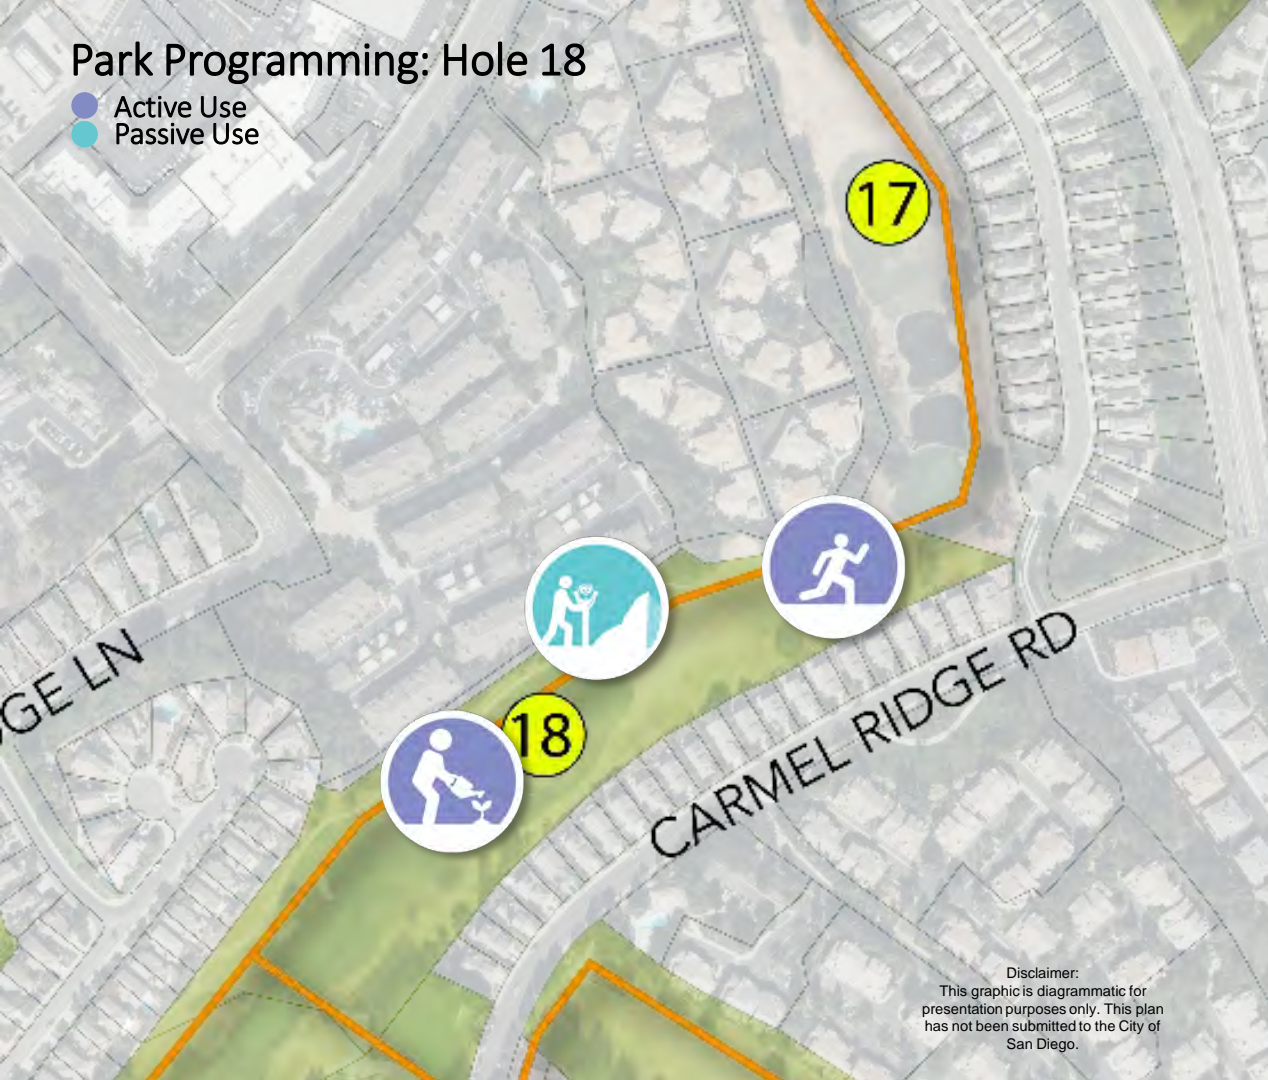 Park Programming: Hole 18
Active Use
Passive Use
17
18
GE LN
CARMEL RIDGE RD
Disclaimer:
This graphic is diagrammatic for
presentation purposes only. This plan
has not been submitted to the City of
San Diego.